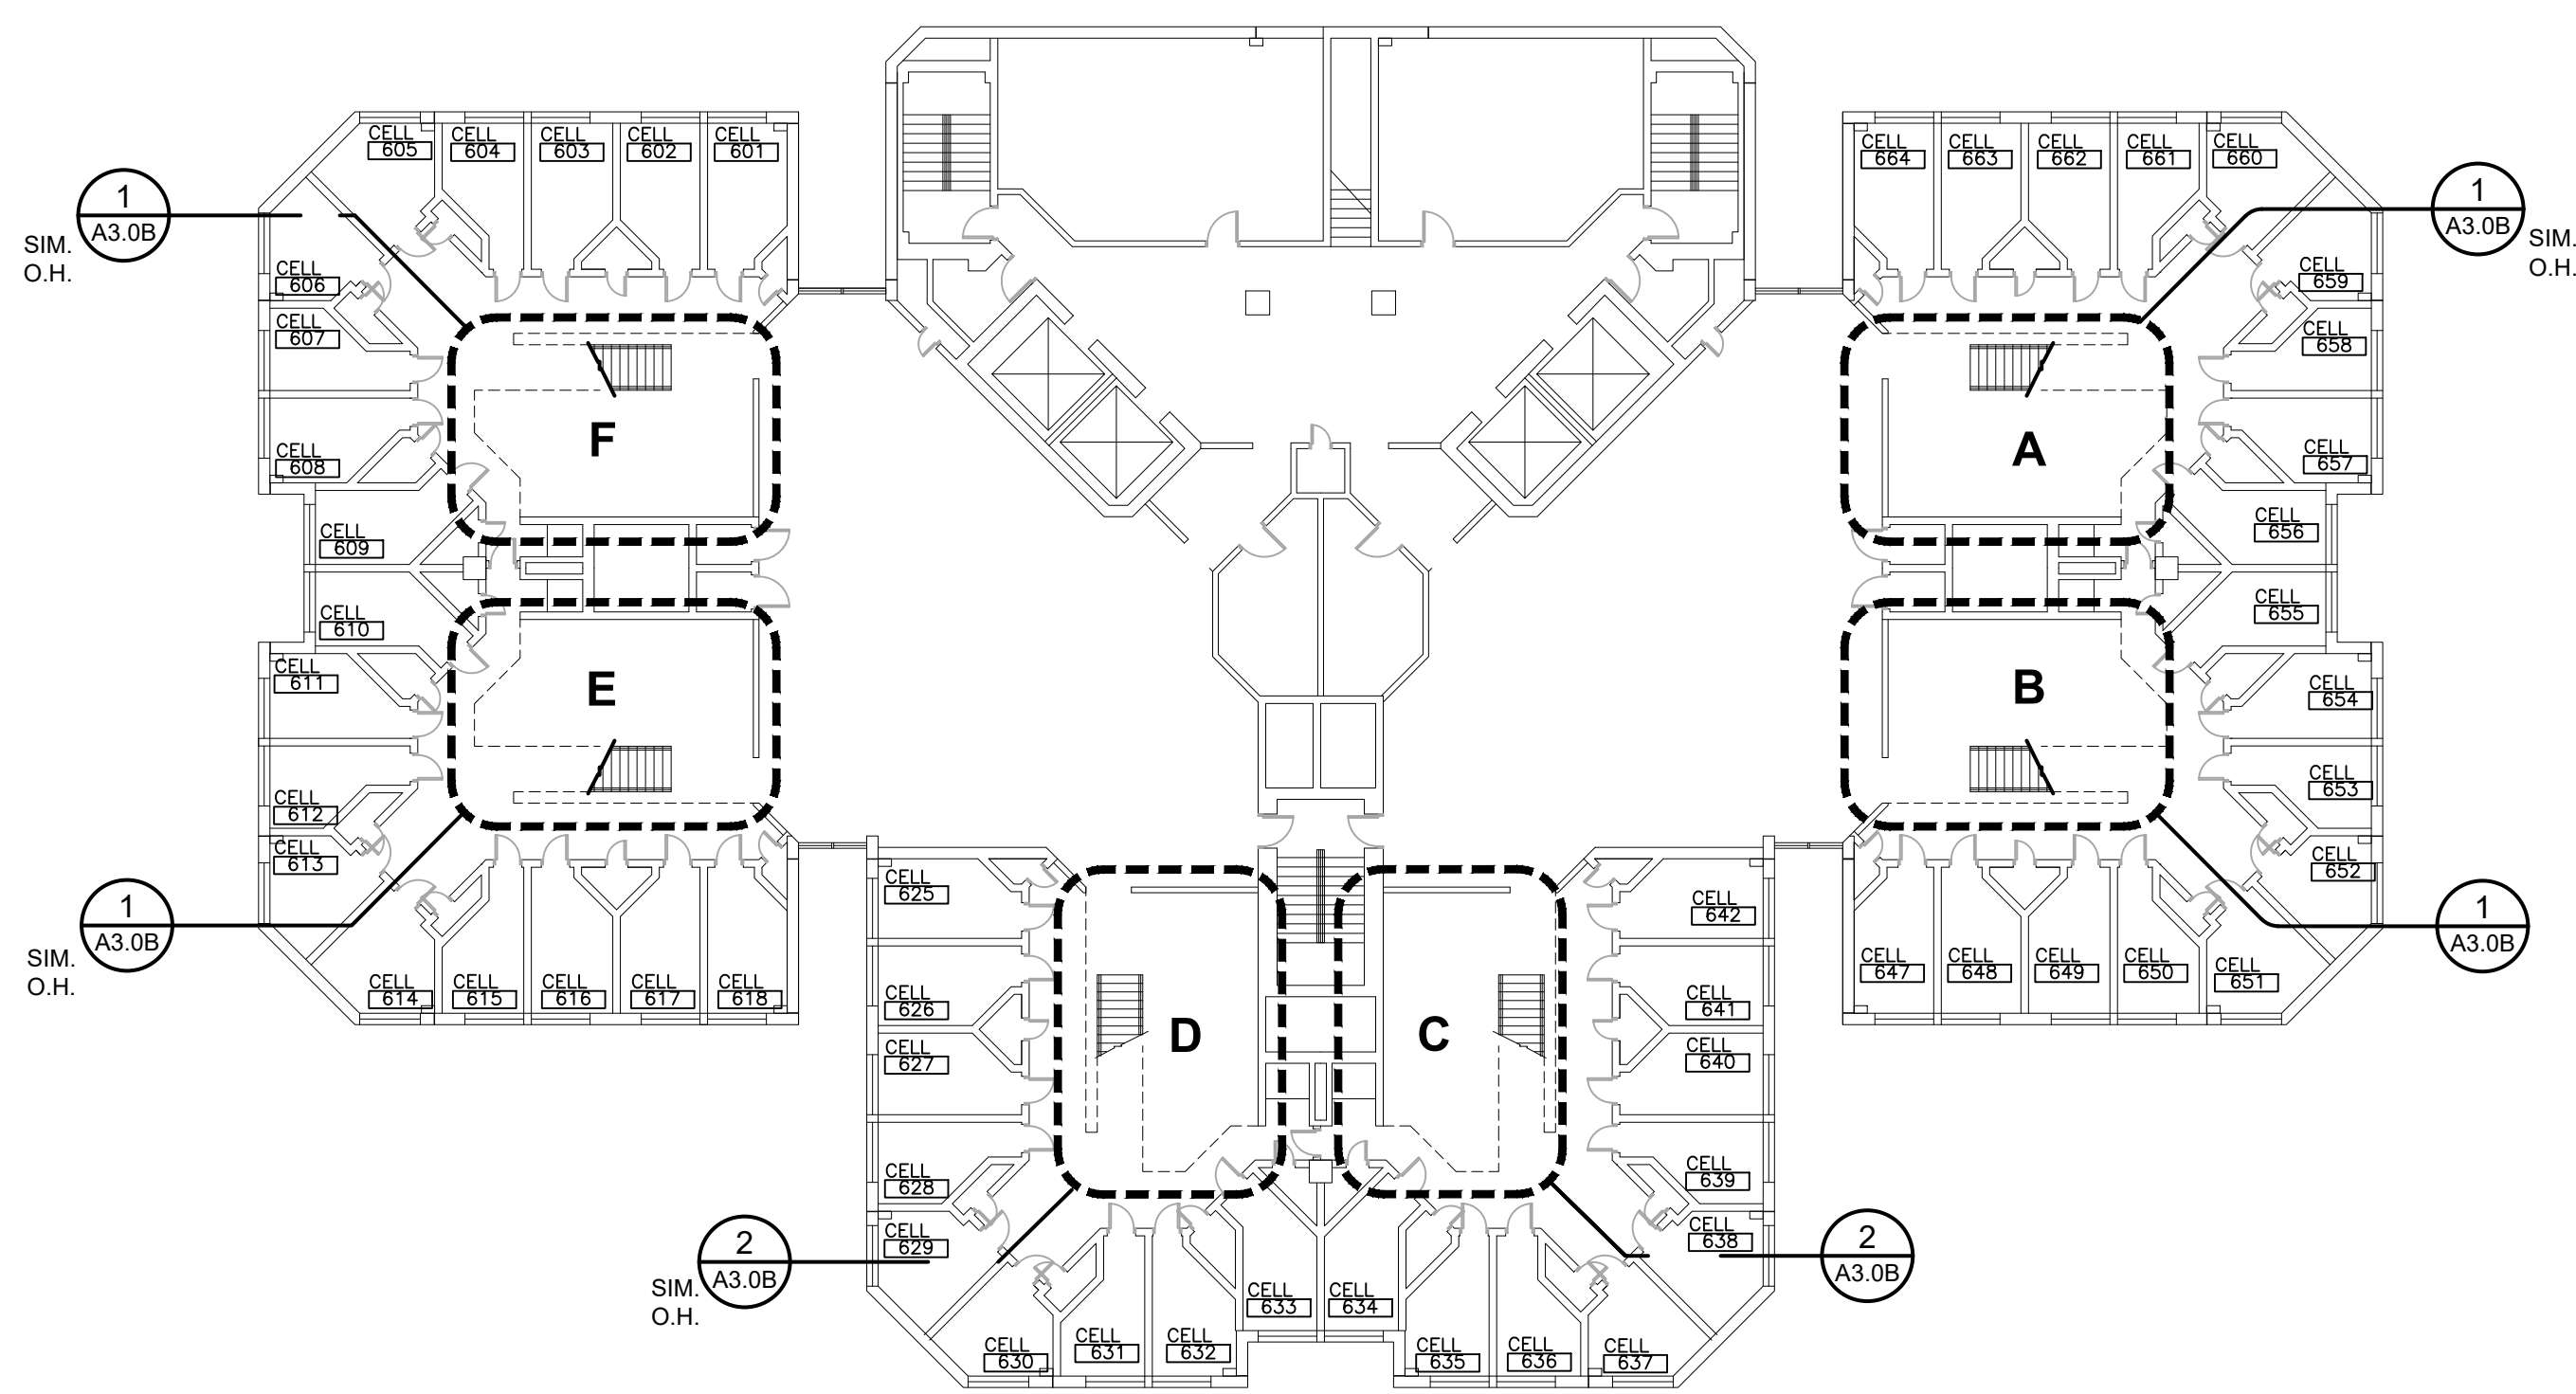 CELL
605
CELL
604
CELL
603
CELL
602
CELL
601
CELL
664
CELL
663
CELL
662
CELL
661
CELL
660
1
A3.0B
SIM.
O.H.
1
A3.0B
SIM.
O.H.
CELL
606
CELL
659
CELL
607
CELL
658
F
A
CELL
608
CELL
657
CELL
609
CELL
656
CELL
610
CELL
655
CELL
611
E
B
CELL
654
CELL
612
CELL
653
CELL
613
CELL
652
1
A3.0B
SIM.
O.H.
CELL
625
CELL
642
1
A3.0B
CELL
614
CELL
615
CELL
616
CELL
617
CELL
618
CELL
647
CELL
648
CELL
649
CELL
650
CELL
651
CELL
626
CELL
641
D
C
CELL
627
CELL
640
CELL
628
CELL
639
CELL
629
CELL
638
2
A3.0B
SIM.
O.H.
2
A3.0B
CELL
633
CELL
634
CELL
630
CELL
631
CELL
632
CELL
635
CELL
636
CELL
637